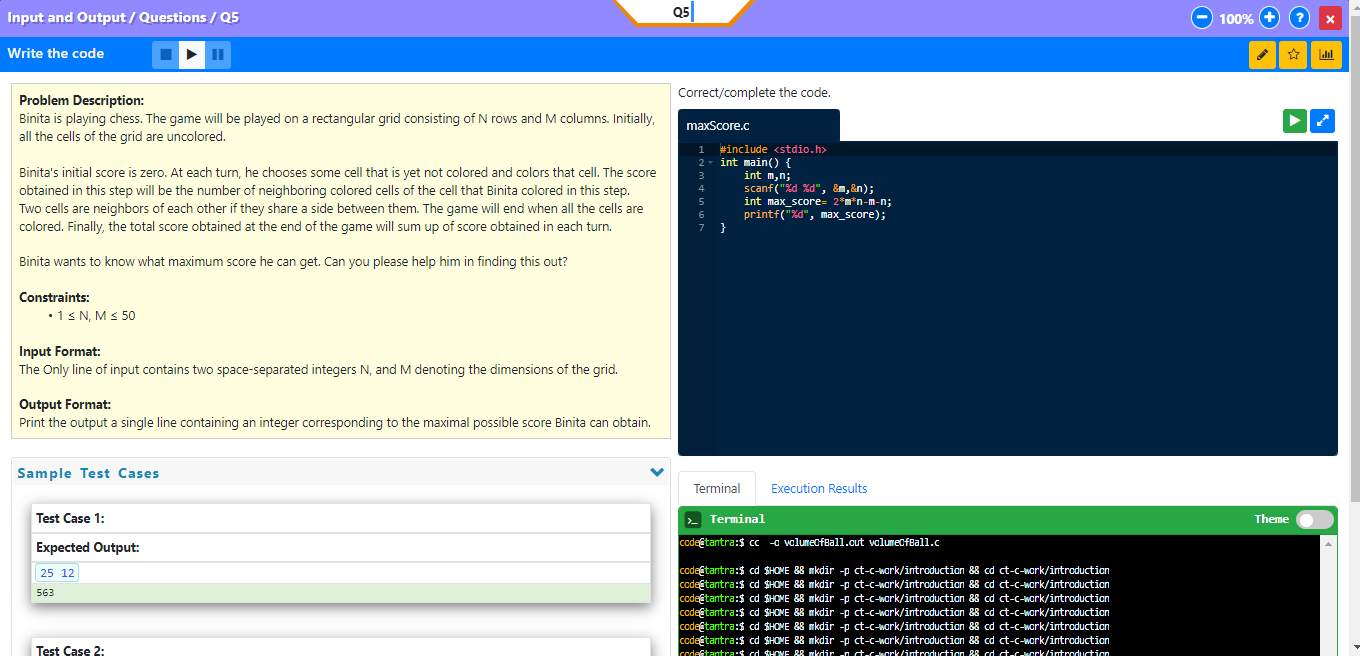 Input and Output / Questions / Q5
Q5
100%
Write the code
Problem Description:
Binita is playing chess. The game will be played on a rectangular grid consisting of N rows and M columns. Initially,
all the cells of the grid are uncolored.
Binita's initial score is zero. At each turn, he chooses some cell that is yet not colored and colors that cell. The score
obtained in this step will be the number of neighboring colored cells of the cell that Binita colored in this step.
Two cells are neighbors of each other if they share a side between them. The game will end when all the cells are
colored. Finally, the total score obtained at the end of the game will sum up of score obtained in each turn.
Binita wants to know what maximum score he can get. Can you please help him in finding this out?
Constraints:
• 1 ≤ N, M ≤ 50
Input Format:
The Only line of input contains two space-separated integers N, and M denoting the dimensions of the grid.
Output Format:
Print the output a single line containing an integer corresponding to the maximal possible score Binita can obtain.
Sample Test Cases
Test Case 1:
Expected Output:
25 12
563
Test Case 2:
Correct/complete the code.
maxScore.c
1 #include <stdio.h>
2 int main() {
3 int m,n;
4 scanf("%d %d", &m,&n);
5 int max_score= 2*m*n-m-n;
6 printf("%d", max_score);
7 }
Terminal
Execution Results
Terminal
Theme
code@tantra:$ cc -o volumeOfBall.out volumeOfBall.c
code@tantra:$ cd $HOME && mkdir -p ct-c-work/introduction && cd ct-c-work/introduction
code@tantra:$ cd $HOME && mkdir -p ct-c-work/introduction && cd ct-c-work/introduction
code@tantra:$ cd $HOME && mkdir -p ct-c-work/introduction && cd ct-c-work/introduction
code@tantra:$ cd $HOME && mkdir -p ct-c-work/introduction && cd ct-c-work/introduction
code@tantra:$ cd $HOME && mkdir -p ct-c-work/introduction && cd ct-c-work/introduction
code@tantra:$ cd $HOME && mkdir -p ct-c-work/introduction && cd ct-c-work/introduction
code@tantra:$ cd $HOME && mkdir -p ct-c-work/introduction && cd ct-c-work/introduction